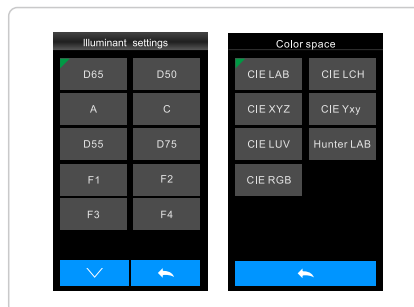 Illuminant settings
D65 D50
A C
D55 D75
F1 F2
F3 F4
Color space
CIE LAB CIE LCH
CIE XYZ CIE Yxy
CIE LUV Hunter LAB
CIE RGB